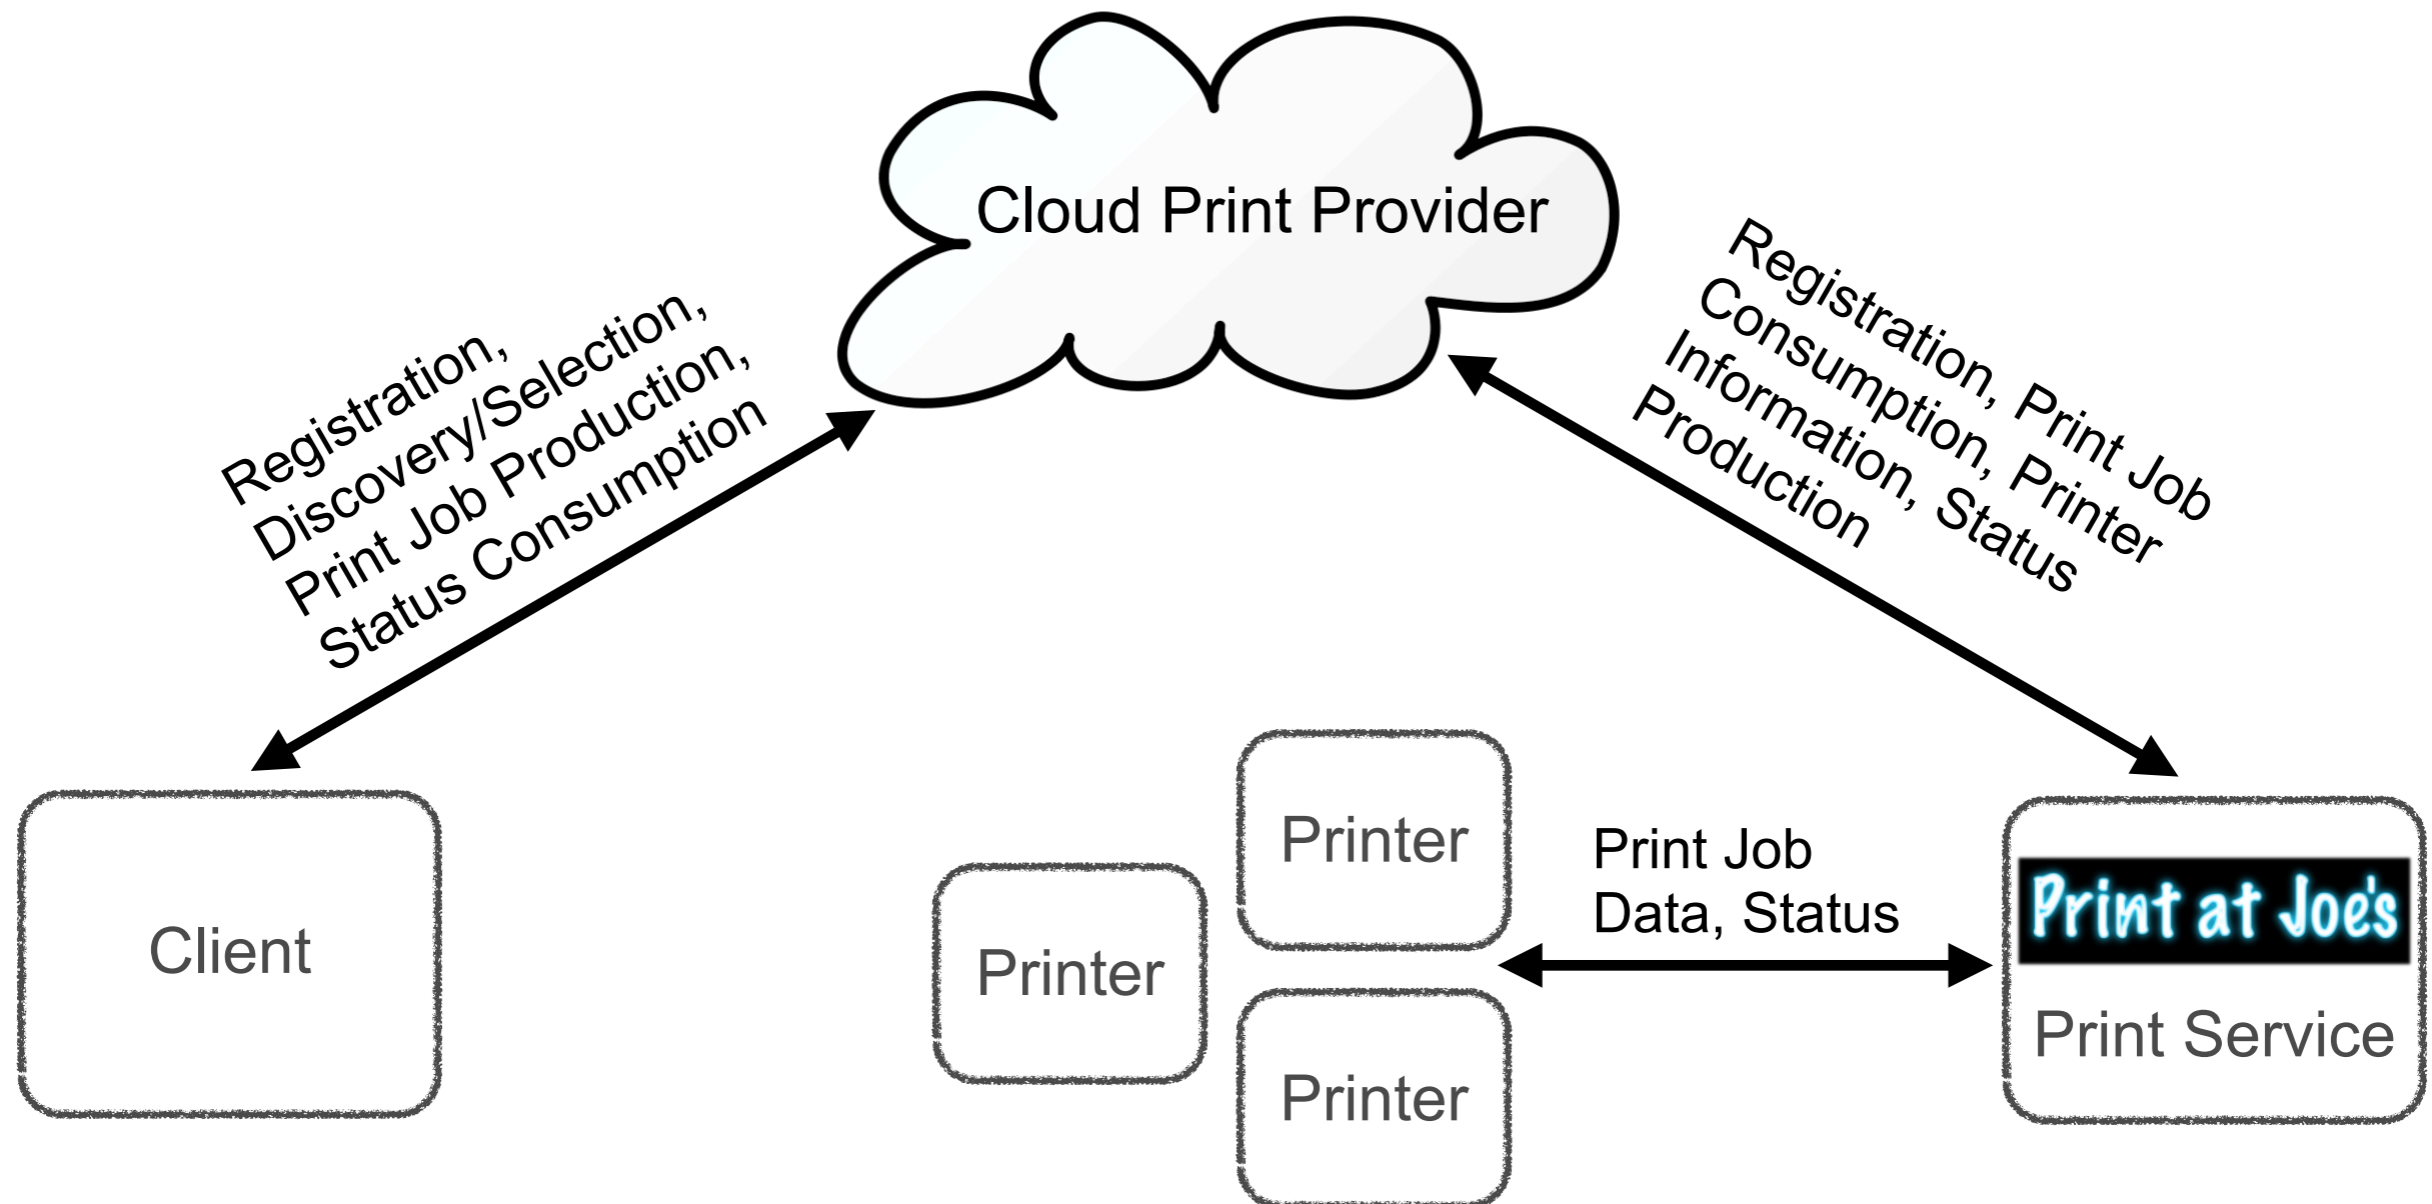 Cloud Print Provider
Registration,
Discovery/Selection,
Print Job Production,
Status Consumption
Registration, Print Job
Consumption, Printer
Information, Status
Production
Client
Printer
Printer
Printer
Print Job
Data, Status
Print at Joe's
Print Service